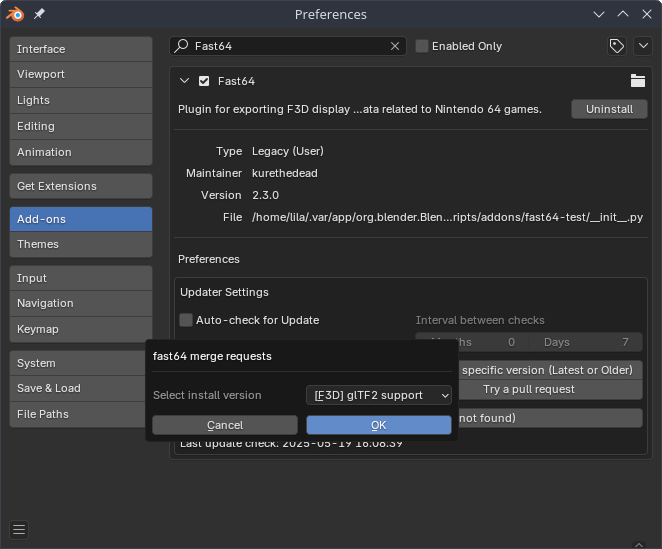 Preferences
Interface
Viewport
Lights
Editing
Animation
Get Extensions
Add-ons
Themes
Input
Navigation
Keymap
System
Save & Load
File Paths
Fast64
Enabled Only
Fast64
Plugin for exporting F3D display ...ata related to Nintendo 64 games.
Uninstall
Type Legacy (User)
Maintainer kurethedead
Version 2.3.0
File /home/lila/.var/app/org.blender.Blen...ripts/addons/fast64-test/__init__.py
Preferences
Updater Settings
Auto-check for Update
Interval between checks
0 Days 7
specific version (Latest or Older)
Try a pull request
not found)
Last update check: 2025-05-19 16:08:39
fast64 merge requests
Select install version
[F3D] glTF2 support
Cancel
OK